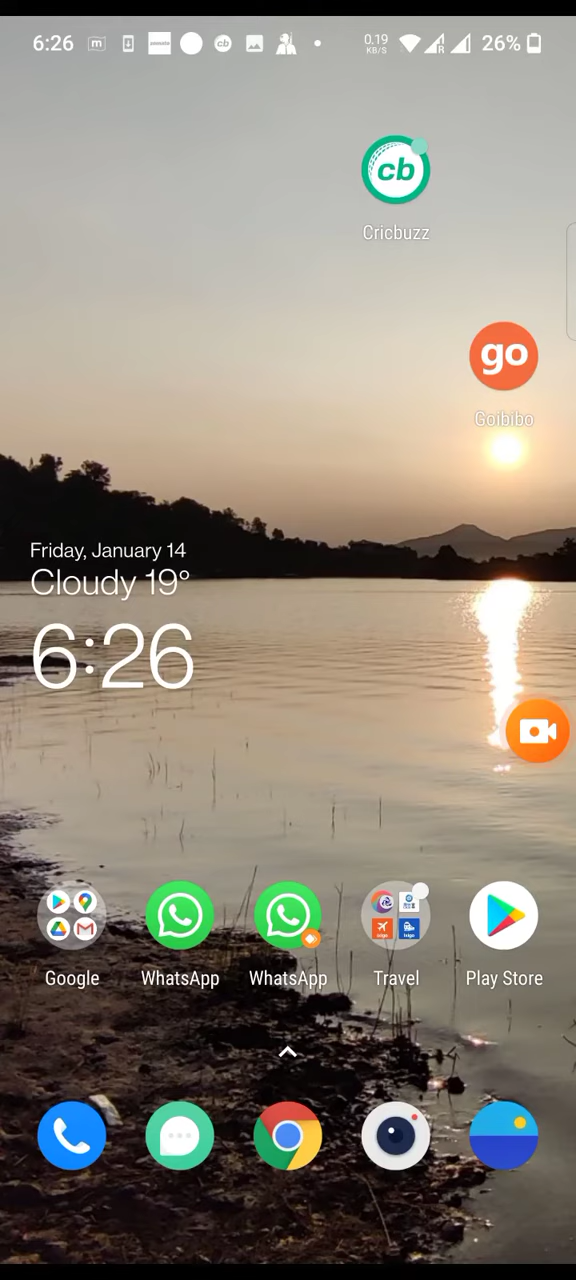 6:26 m cb 0.19 KB/S R 26%
cb
Cricbuzz
go
Goibibo
Friday, January 14
Cloudy 19°
6:26
Google WhatsApp WhatsApp Travel Play Store